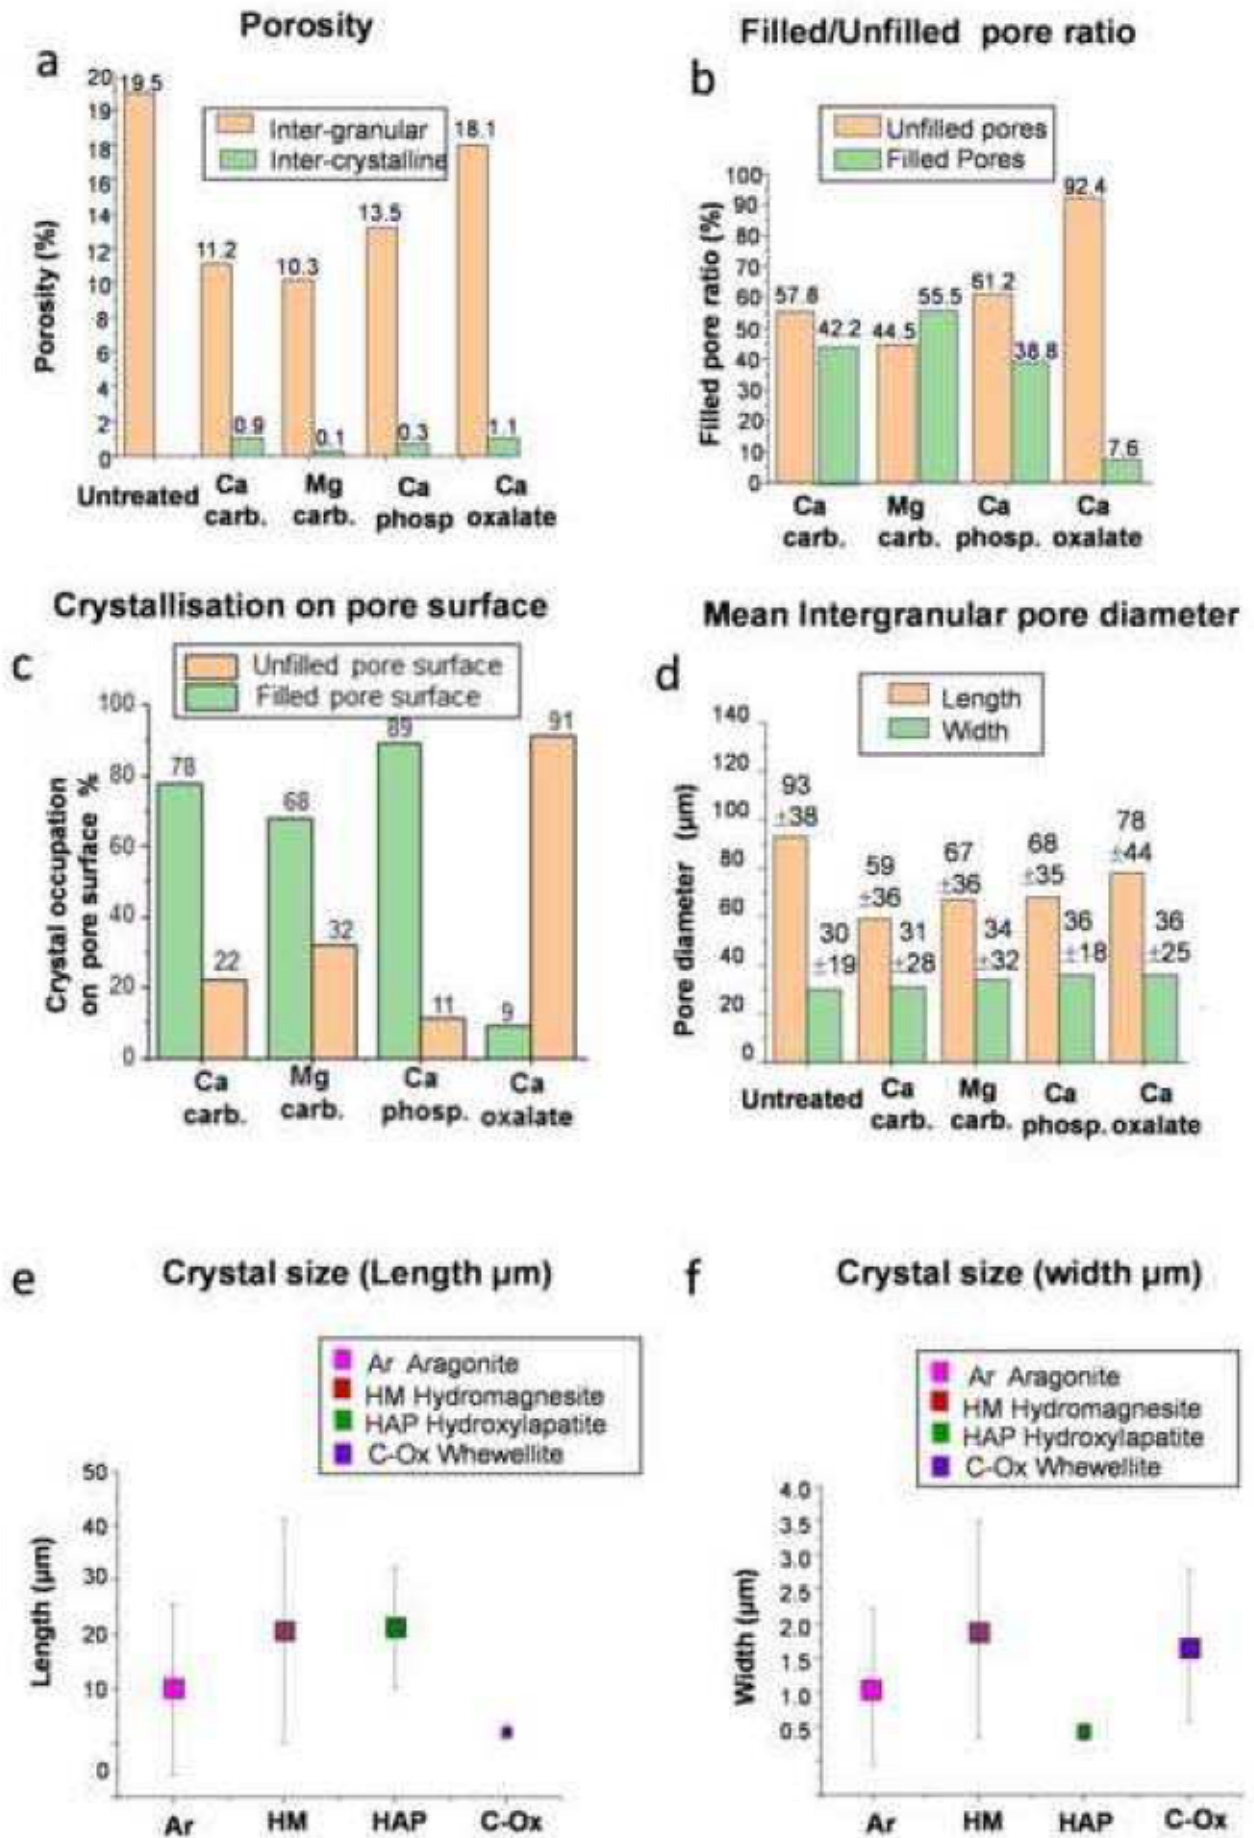 Porosity
a
Porosity (%)
20
19
18
16
14
12
10
8
6
4
2
0
Inter-granular
Inter-crystalline
19.5
11.2
0.9
10.3
0.1
13.5
0.3
18.1
1.1
Untreated
Ca carb.
Mg carb.
Ca phosp
Ca oxalate
Filled/Unfilled pore ratio
b
Filled pore ratio (%)
Unfilled pores
Filled Pores
100
90
80
70
60
50
40
30
20
10
0
57.8
42.2
44.5
55.5
61.2
38.8
92.4
7.6
Ca carb.
Mg carb.
Ca phosp.
Ca oxalate
Crystallisation on pore surface
c
Unfilled pore surface
Filled pore surface
Crystal occupation
on pore surface %
100
80
60
40
20
0
78
22
68
32
89
11
9
91
Ca carb.
Mg carb.
Ca phosp.
Ca oxalate
Mean Intergranular pore diameter
d
Length
Width
Pore diameter (µm)
140
120
100
80
60
40
20
0
93 ±38
30 ±19
59 ±36
31 ±28
67 ±36
34 ±32
68 ±35
36 ±18
78 ±44
36 ±25
Untreated
Ca carb.
Mg carb.
Ca phosp.
Ca oxalate
e
Crystal size (Length µm)
Ar Aragonite
HM Hydromagnesite
HAP Hydroxylapatite
C-Ox Whewellite
Length (µm)
50
40
30
20
10
0
Ar
HM
HAP
C-Ox
f
Crystal size (width µm)
Ar Aragonite
HM Hydromagnesite
HAP Hydroxylapatite
C-Ox Whewellite
Width (µm)
4.0
3.5
3.0
2.5
2.0
1.5
1.0
0.5
Ar
HM
HAP
C-Ox